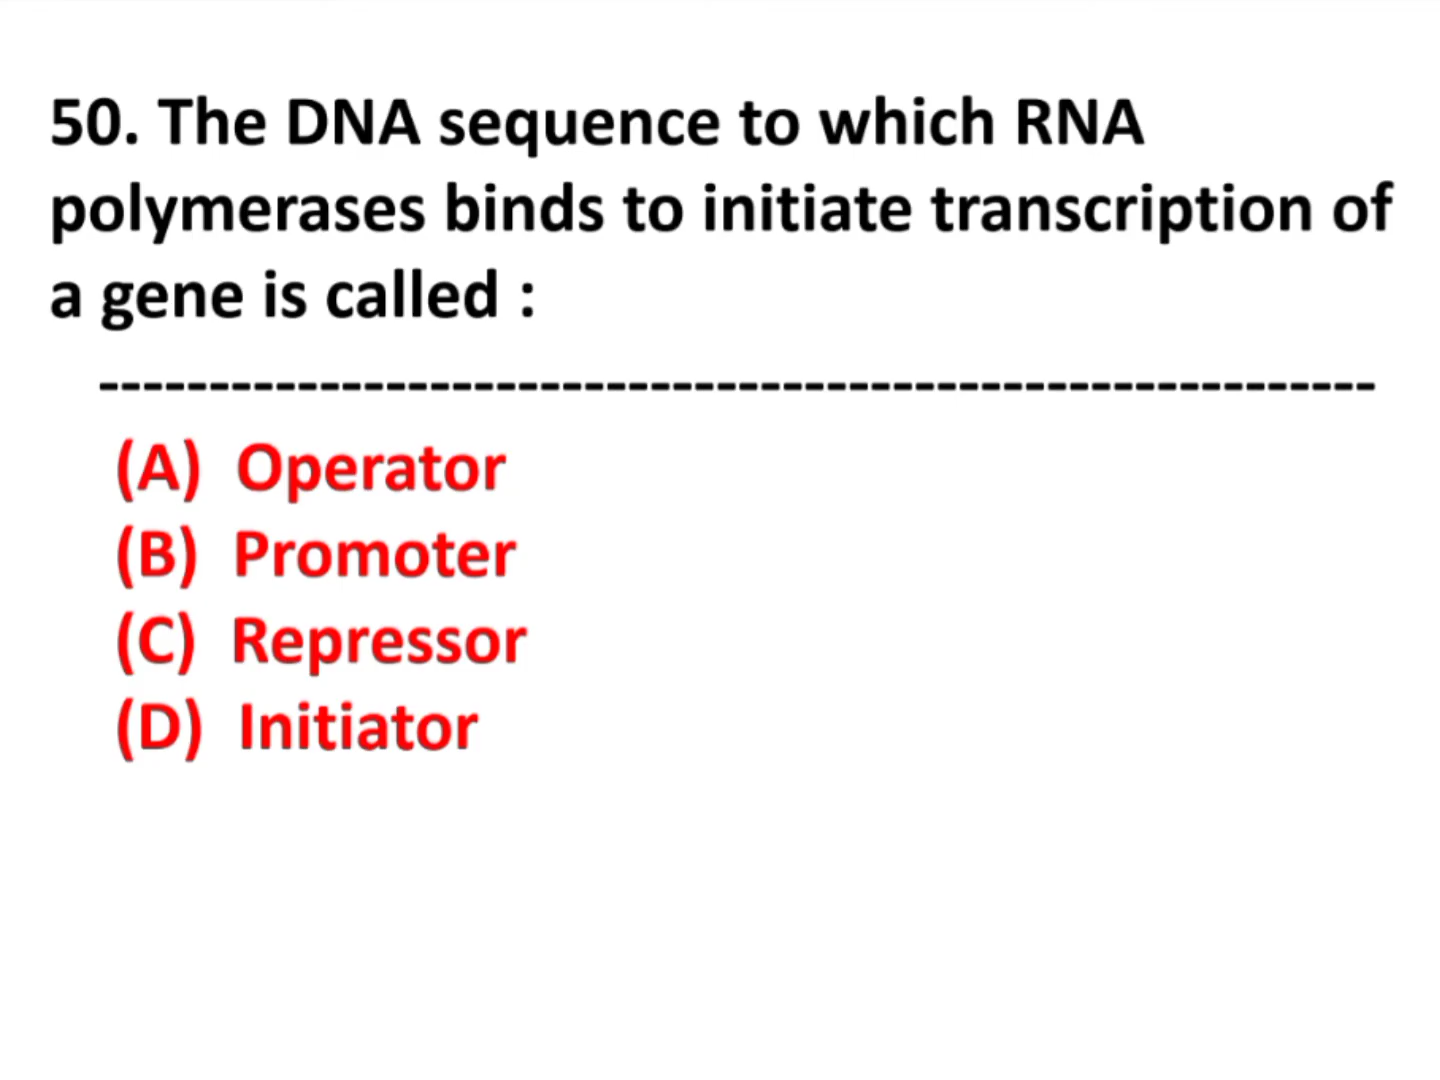 50. The DNA sequence to which RNA
polymerases binds to initiate transcription of
a gene is called :
----------------------------------------------------------
(A) Operator
(B) Promoter
(C) Repressor
(D) Initiator